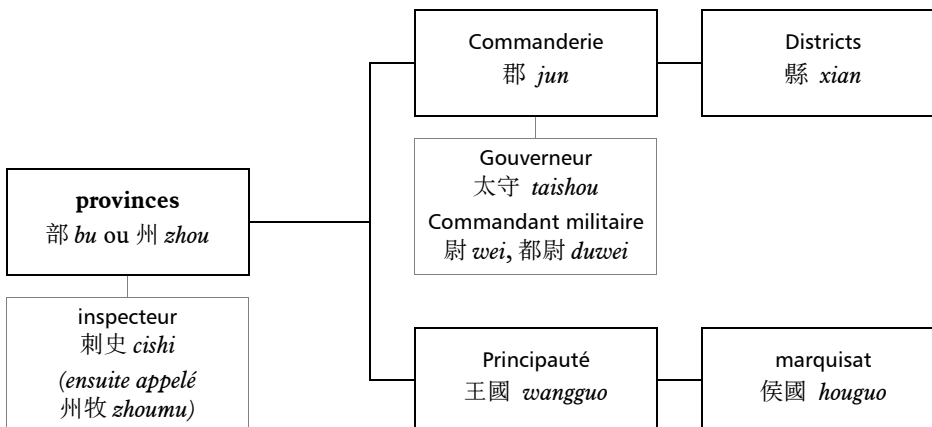 provinces
部 bu ou 州 zhou
inspecteur
刺史 cishi
(ensuite appelé
州牧 zhoumu)
Commanderie
郡 jun
Gouverneur
太守 taishou
Commandant militaire
尉 wei, 都尉 duwei
Districts
縣 xian
Principauté
王國 wangguo
marquisat
侯國 houguo